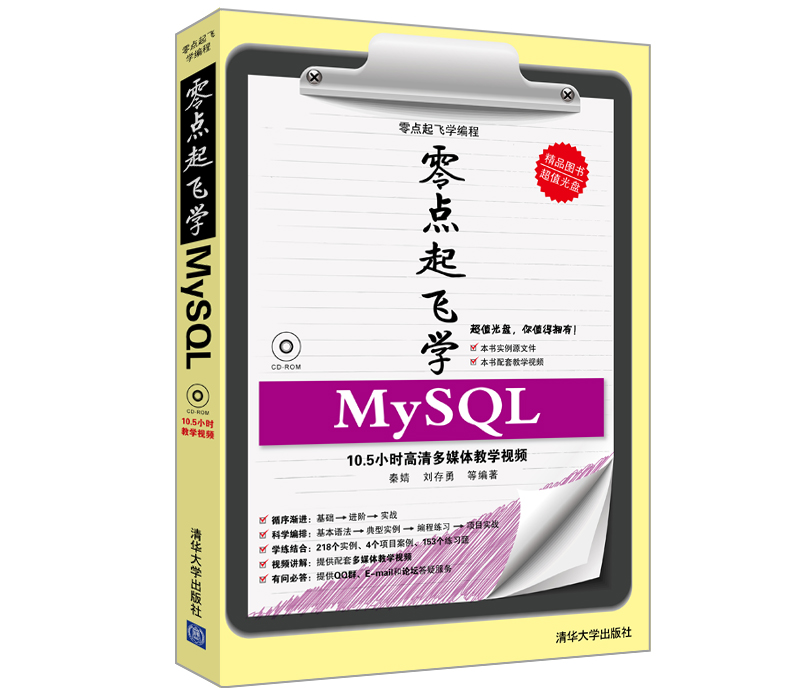 零点起飞
学编程
零点起飞学
MySQL
CD-ROM
10.5小时
教学视频
清华大学出版社
零点起飞学编程
精品图书
超值光盘
零点起飞学
超值光盘，你值得拥有！
本书实例源文件
本书配套教学视频
CD-ROM
MySQL
10.5小时高清多媒体教学视频
秦婧 刘存勇 等编著
循序渐进：基础→进阶→实战
科学编排：基本语法→典型实例→编程练习→项目实战
学练结合：218个实例、4个项目案例、153个练习题
视频讲解：提供配套多媒体教学视频
有问必答：提供QQ群、E-mail和论坛答疑服务
清华大学出版社